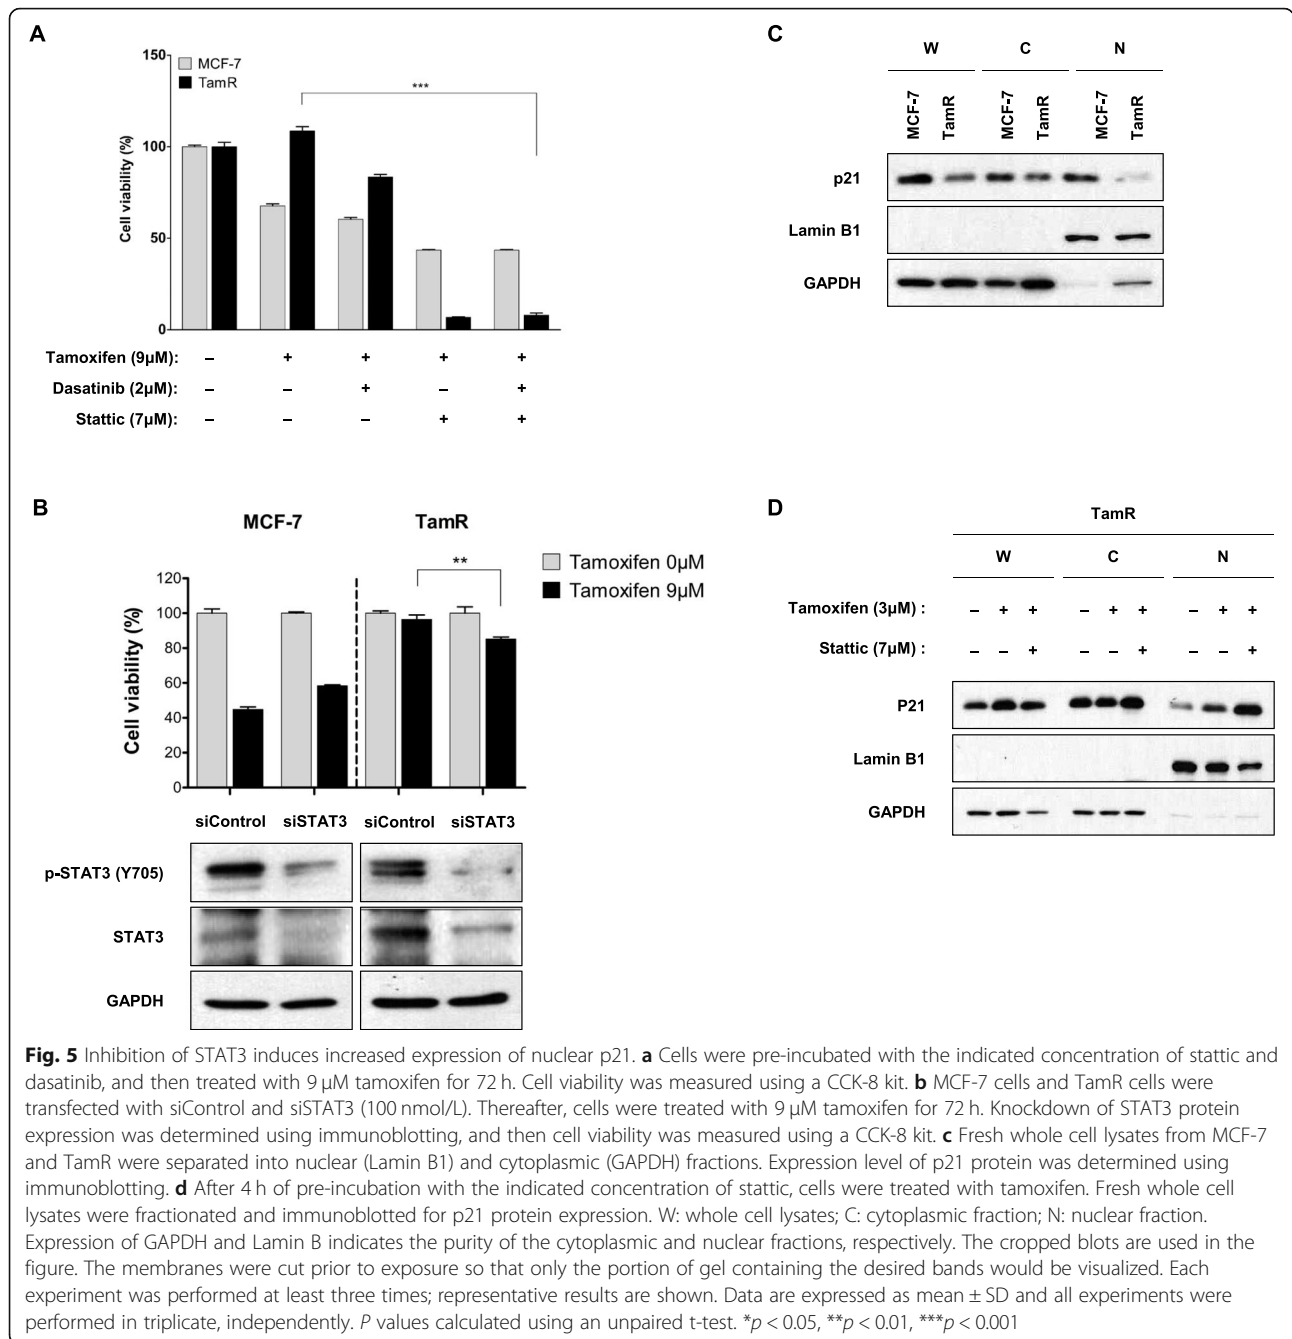 A
MCF-7
TamR
***
Cell viability (%)
150
100
50
0
Tamoxifen (9μM): – + + + +
Dasatinib (2μM): – – + – +
Stattic (7μM): – – – + +
B
MCF-7 TamR
Tamoxifen 0μM
Tamoxifen 9μM
**
Cell viability (%)
120
100
80
60
40
20
0
siControl siSTAT3 siControl siSTAT3
p-STAT3 (Y705)
STAT3
GAPDH
C
W C N
MCF-7 TamR MCF-7 TamR MCF-7 TamR
p21
Lamin B1
GAPDH
D
TamR
W C N
Tamoxifen (3μM) : – + + – + + – + +
Stattic (7μM) : – – + – – + – – +
P21
Lamin B1
GAPDH
Fig. 5 Inhibition of STAT3 induces increased expression of nuclear p21. a Cells were pre-incubated with the indicated concentration of stattic and
dasatinib, and then treated with 9 μM tamoxifen for 72 h. Cell viability was measured using a CCK-8 kit. b MCF-7 cells and TamR cells were
transfected with siControl and siSTAT3 (100 nmol/L). Thereafter, cells were treated with 9 μM tamoxifen for 72 h. Knockdown of STAT3 protein
expression was determined using immunoblotting, and then cell viability was measured using a CCK-8 kit. c Fresh whole cell lysates from MCF-7
and TamR were separated into nuclear (Lamin B1) and cytoplasmic (GAPDH) fractions. Expression level of p21 protein was determined using
immunoblotting. d After 4 h of pre-incubation with the indicated concentration of stattic, cells were treated with tamoxifen. Fresh whole cell
lysates were fractionated and immunoblotted for p21 protein expression. W: whole cell lysates; C: cytoplasmic fraction; N: nuclear fraction.
Expression of GAPDH and Lamin B indicates the purity of the cytoplasmic and nuclear fractions, respectively. The cropped blots are used in the
figure. The membranes were cut prior to exposure so that only the portion of gel containing the desired bands would be visualized. Each
experiment was performed at least three times; representative results are shown. Data are expressed as mean ± SD and all experiments were
performed in triplicate, independently. P values calculated using an unpaired t-test. *p < 0.05, **p < 0.01, ***p < 0.001